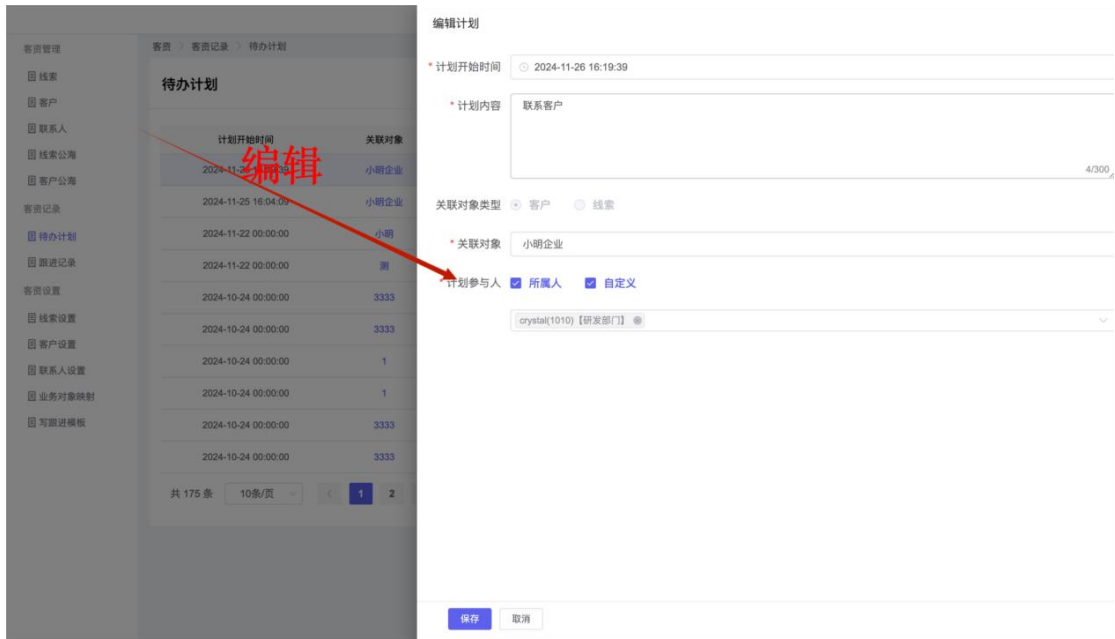 编辑计划
客资管理
线索
客户
联系人
线索公海
客户公海
客资记录
待办计划
跟进记录
客资设置
线索设置
客户设置
联系人设置
业务对象映射
写跟进模板
客资 > 客资记录 > 待办计划
待办计划
计划开始时间 关联对象
编辑
小明企业
2024-11-25 16:04:09 小明企业
2024-11-22 00:00:00 小明
2024-11-22 00:00:00 测
2024-10-24 00:00:00 3333
2024-10-24 00:00:00 3333
2024-10-24 00:00:00 1
2024-10-24 00:00:00 1
2024-10-24 00:00:00 3333
2024-10-24 00:00:00 3333
共 175 条 10条/页 < 1 2
* 计划开始时间 2024-11-26 16:19:39
* 计划内容 联系客户
4/300
关联对象类型 客户 线索
* 关联对象 小明企业
计划参与人 所属人 自定义
crystal(1010)【研发部门】
保存 取消